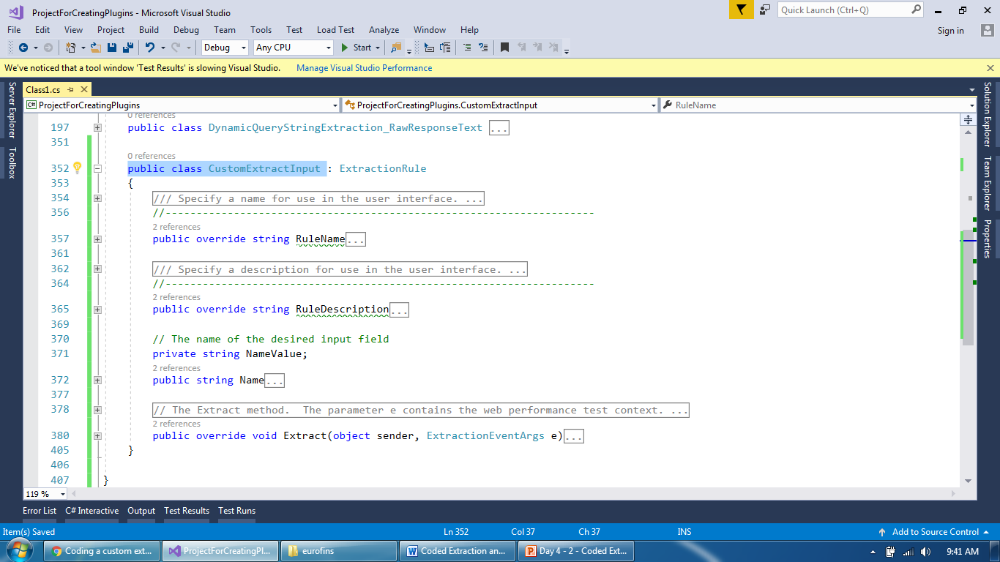 ProjectForCreatingPlugins - Microsoft Visual Studio
Quick Launch (Ctrl+Q)
File Edit View Project Build Debug Team Tools Test Load Test Analyze Window Help
Sign in
Debug Any CPU Start
We've noticed that a tool window 'Test Results' is slowing Visual Studio. Manage Visual Studio Performance
Server Explorer
Toolbox
Class1.cs
C# ProjectForCreatingPlugins ProjectForCreatingPlugins.CustomExtractInput RuleName
0 references
197 public class DynamicQueryStringExtraction_RawResponseText ...
351
0 references
352 public class CustomExtractInput : ExtractionRule
353 {
354 /// Specify a name for use in the user interface. ...
356 //---------------------------------------------------------------------
2 references
357 public override string RuleName...
361
362 /// Specify a description for use in the user interface. ...
364 //---------------------------------------------------------------------
2 references
365 public override string RuleDescription...
369
370 // The name of the desired input field
371 private string NameValue;
2 references
372 public string Name...
377
378 // The Extract method.  The parameter e contains the web performance test context. ...
2 references
380 public override void Extract(object sender, ExtractionEventArgs e)...
405 }
406
407 }
119 %
Solution Explorer
Team Explorer
Properties
Error List C# Interactive Output Test Results Test Runs
Item(s) Saved Ln 352 Col 37 Ch 37 INS Add to Source Control
Coding a custom ext... ProjectForCreatingPl... eurofins Coded Extraction an... Day 4 - 2 - Coded Ext... 9:41 AM